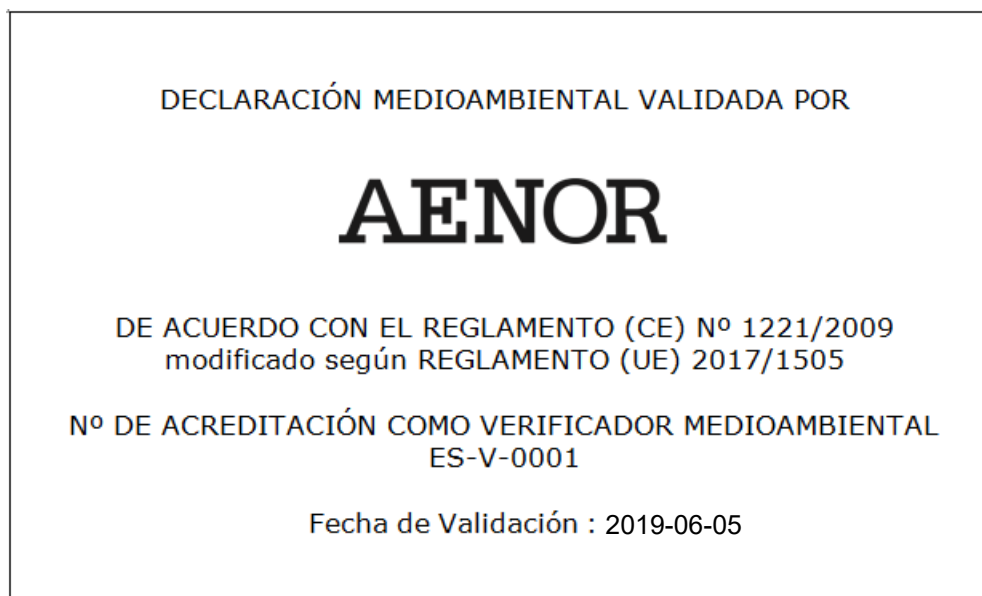 DECLARACIÓN MEDIOAMBIENTAL VALIDADA POR
AENOR
DE ACUERDO CON EL REGLAMENTO (CE) Nº 1221/2009
modificado según REGLAMENTO (UE) 2017/1505
Nº DE ACREDITACIÓN COMO VERIFICADOR MEDIOAMBIENTAL
ES-V-0001
Fecha de Validación : 2019-06-05